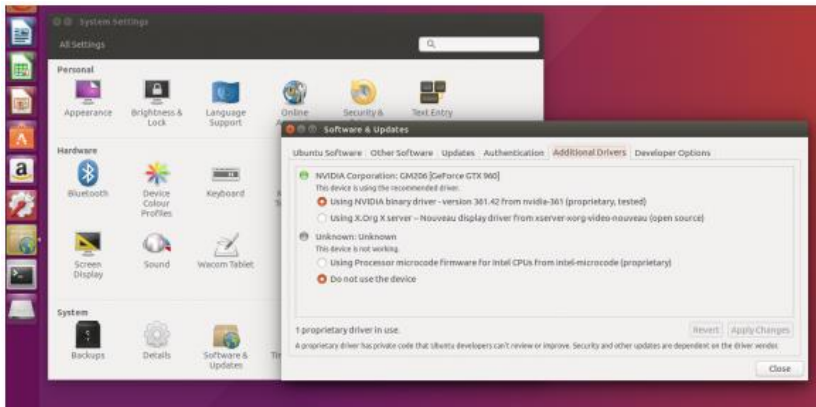 System Settings
All Settings
Personal
Appearance
Brightness & Lock
Language Support
Online
Security &
Text Entry
Hardware
Bluetooth
Device Colour Profiles
Keyboard
Screen Display
Sound
Wacom Tablet
System
Backups
Details
Software & Updates
Software & Updates
Ubuntu Software Other Software Updates Authentication Additional Drivers Developer Options
NVIDIA Corporation: GM206 [GeForce GTX 960]
This device is using the recommended driver.
Using NVIDIA binary driver - version 361.42 from nvidia-361 (proprietary, tested)
Using X.Org X server -- Nouveau display driver from xserver-xorg-video-nouveau (open source)
Unknown: Unknown
This device is not working.
Using Processor microcode firmware for Intel CPUs from intel-microcode (proprietary)
Do not use the device
1 proprietary driver in use.
Revert Apply Changes
A proprietary driver has private code that Ubuntu developers can't review or improve. Security and other updates are dependent on the driver vendor.
Close